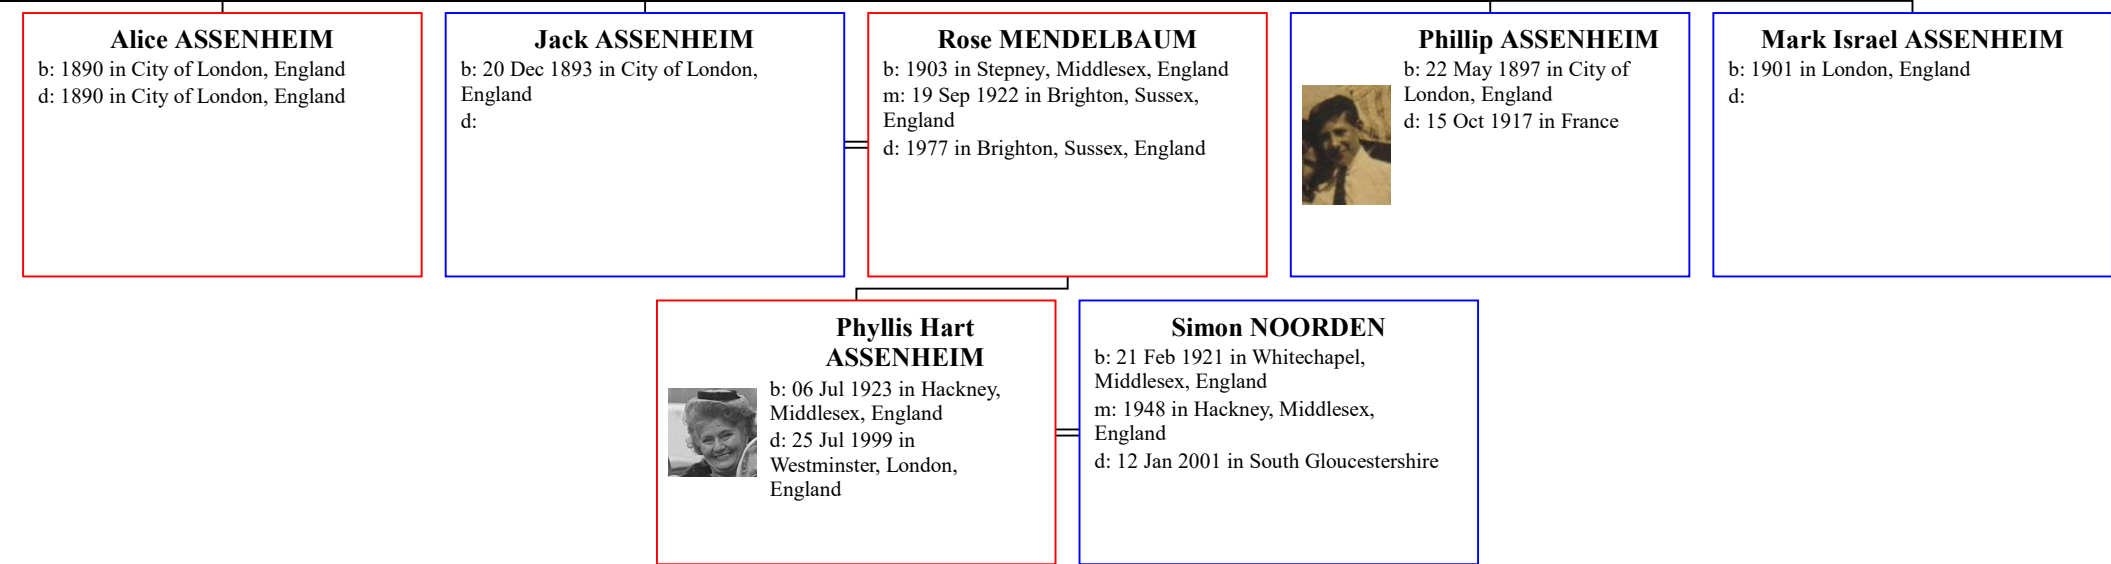 Alice ASSENHEIM
b: 1890 in City of London, England
d: 1890 in City of London, England
Jack ASSENHEIM
b: 20 Dec 1893 in City of London,
England
d:
Rose MENDELBAUM
b: 1903 in Stepney, Middlesex, England
m: 19 Sep 1922 in Brighton, Sussex,
England
d: 1977 in Brighton, Sussex, England
Phillip ASSENHEIM
b: 22 May 1897 in City of
London, England
d: 15 Oct 1917 in France
Mark Israel ASSENHEIM
b: 1901 in London, England
d:
Phyllis Hart
ASSENHEIM
b: 06 Jul 1923 in Hackney,
Middlesex, England
d: 25 Jul 1999 in
Westminster, London,
England
Simon NOORDEN
b: 21 Feb 1921 in Whitechapel,
Middlesex, England
m: 1948 in Hackney, Middlesex,
England
d: 12 Jan 2001 in South Gloucestershire